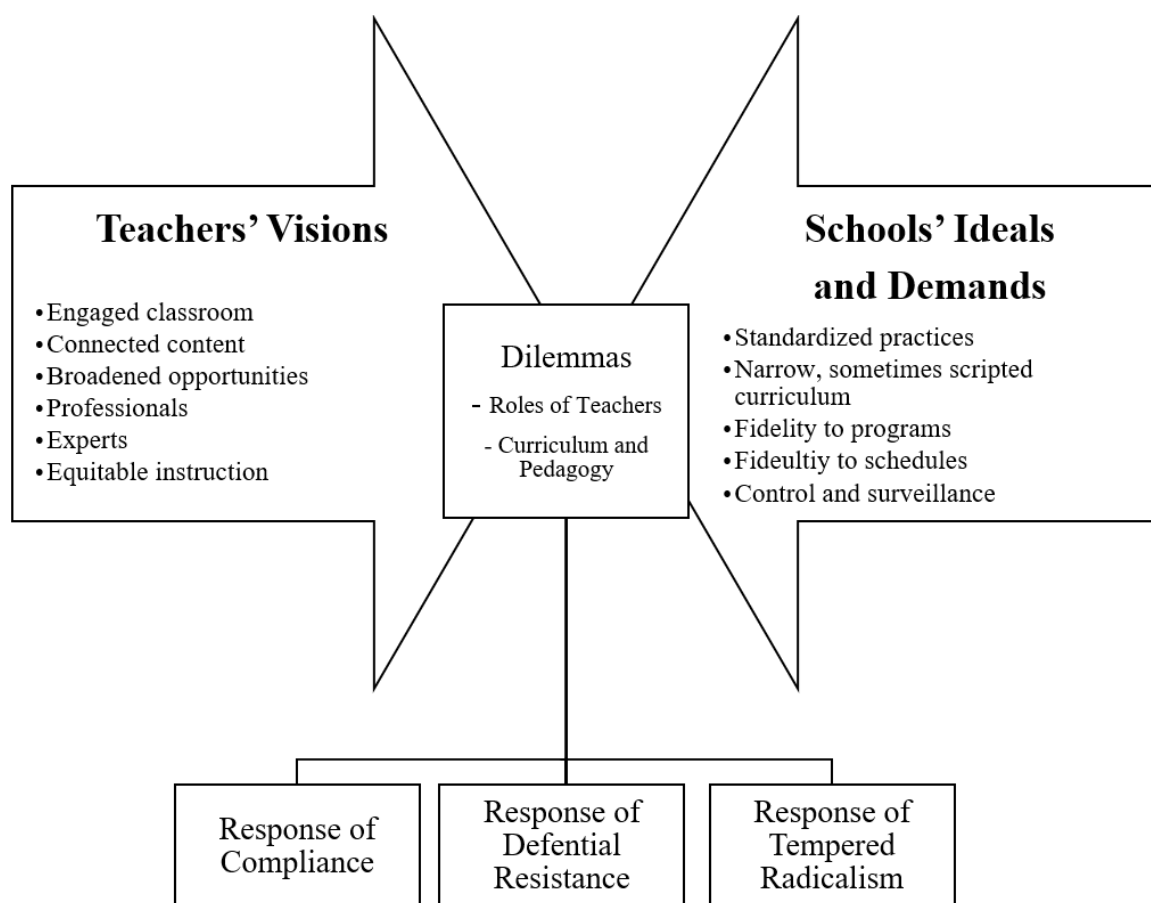 Teachers’ Visions
•Engaged classroom
•Connected content
•Broadened opportunities
•Professionals
•Experts
•Equitable instruction
Dilemmas
- Roles of Teachers
- Curriculum and
Pedagogy
Schools’ Ideals
and Demands
•Standardized practices
•Narrow, sometimes scripted
curriculum
•Fidelity to programs
•Fideultiy to schedules
•Control and surveillance
Response of
Compliance
Response of
Defential
Resistance
Response of
Tempered
Radicalism